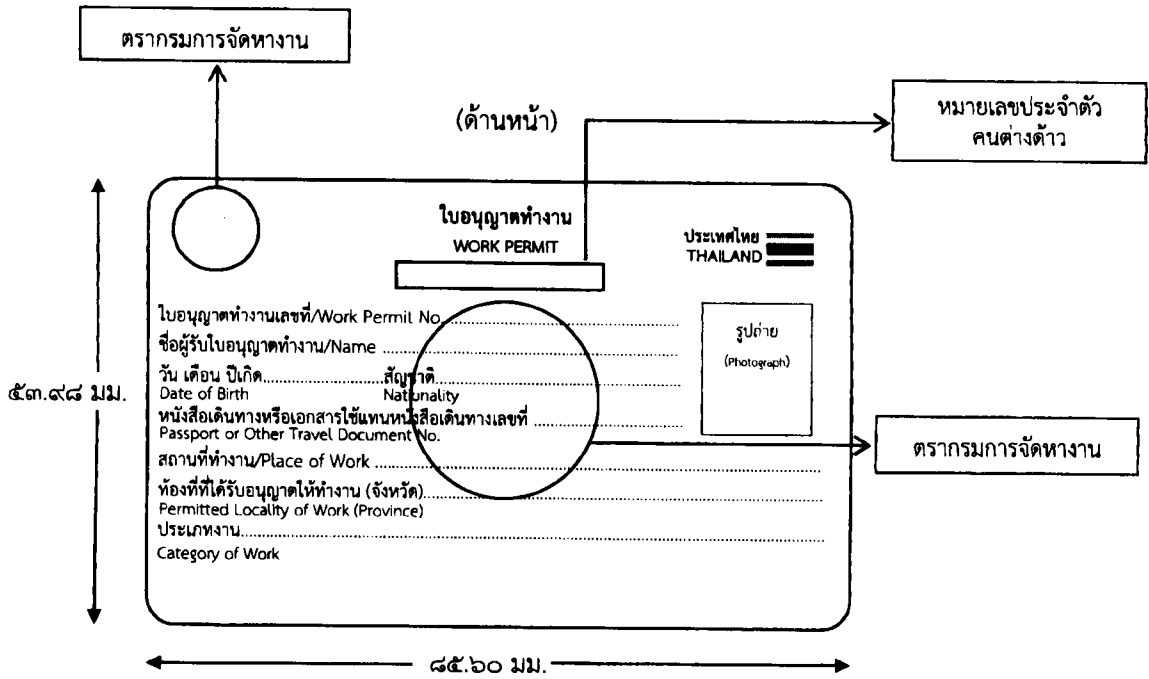 ตรากรมการจัดหางาน
(ด้านหน้า)
หมายเลขประจำตัว
คนต่างด้าว
ใบอนุญาตทำงาน
WORK PERMIT
ประเทศไทย
THAILAND
ใบอนุญาตทำงานเลขที่/Work Permit No.
ชื่อผู้รับใบอนุญาตทำงาน/Name
รูปถ่าย
(Photograph)
วัน เดือน ปีเกิด สัญชาติ
Date of Birth Nationality
๕๓.๙๘ มม.
หนังสือเดินทางหรือเอกสารใช้แทนหนังสือเดินทางเลขที่
Passport or Other Travel Document No.
ตรากรมการจัดหางาน
สถานที่ทำงาน/Place of Work
ท้องที่ที่ได้รับอนุญาตให้ทำงาน (จังหวัด)
Permitted Locality of Work (Province)
ประเภทงาน
Category of Work
๘๕.๖๐ มม.